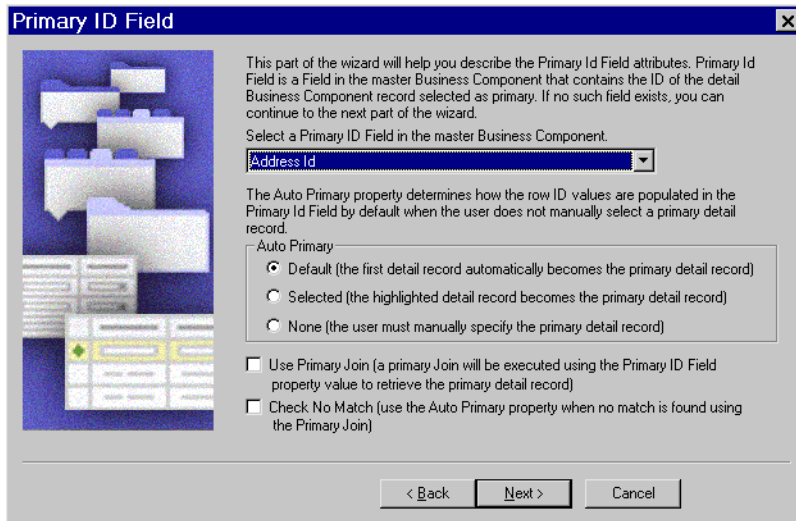 Primary ID Field
This part of the wizard will help you describe the Primary Id Field attributes. Primary Id
Field is a Field in the master Business Component that contains the ID of the detail
Business Component record selected as primary. If no such field exists, you can
continue to the next part of the wizard.
Select a Primary ID Field in the master Business Component.
Address Id
The Auto Primary property determines how the row ID values are populated in the
Primary Id Field by default when the user does not manually select a primary detail
record.
Auto Primary
Default (the first detail record automatically becomes the primary detail record)
Selected (the highlighted detail record becomes the primary detail record)
None (the user must manually specify the primary detail record)
Use Primary Join (a primary Join will be executed using the Primary ID Field
property value to retrieve the primary detail record)
Check No Match (use the Auto Primary property when no match is found using
the Primary Join)
< Back Next > Cancel